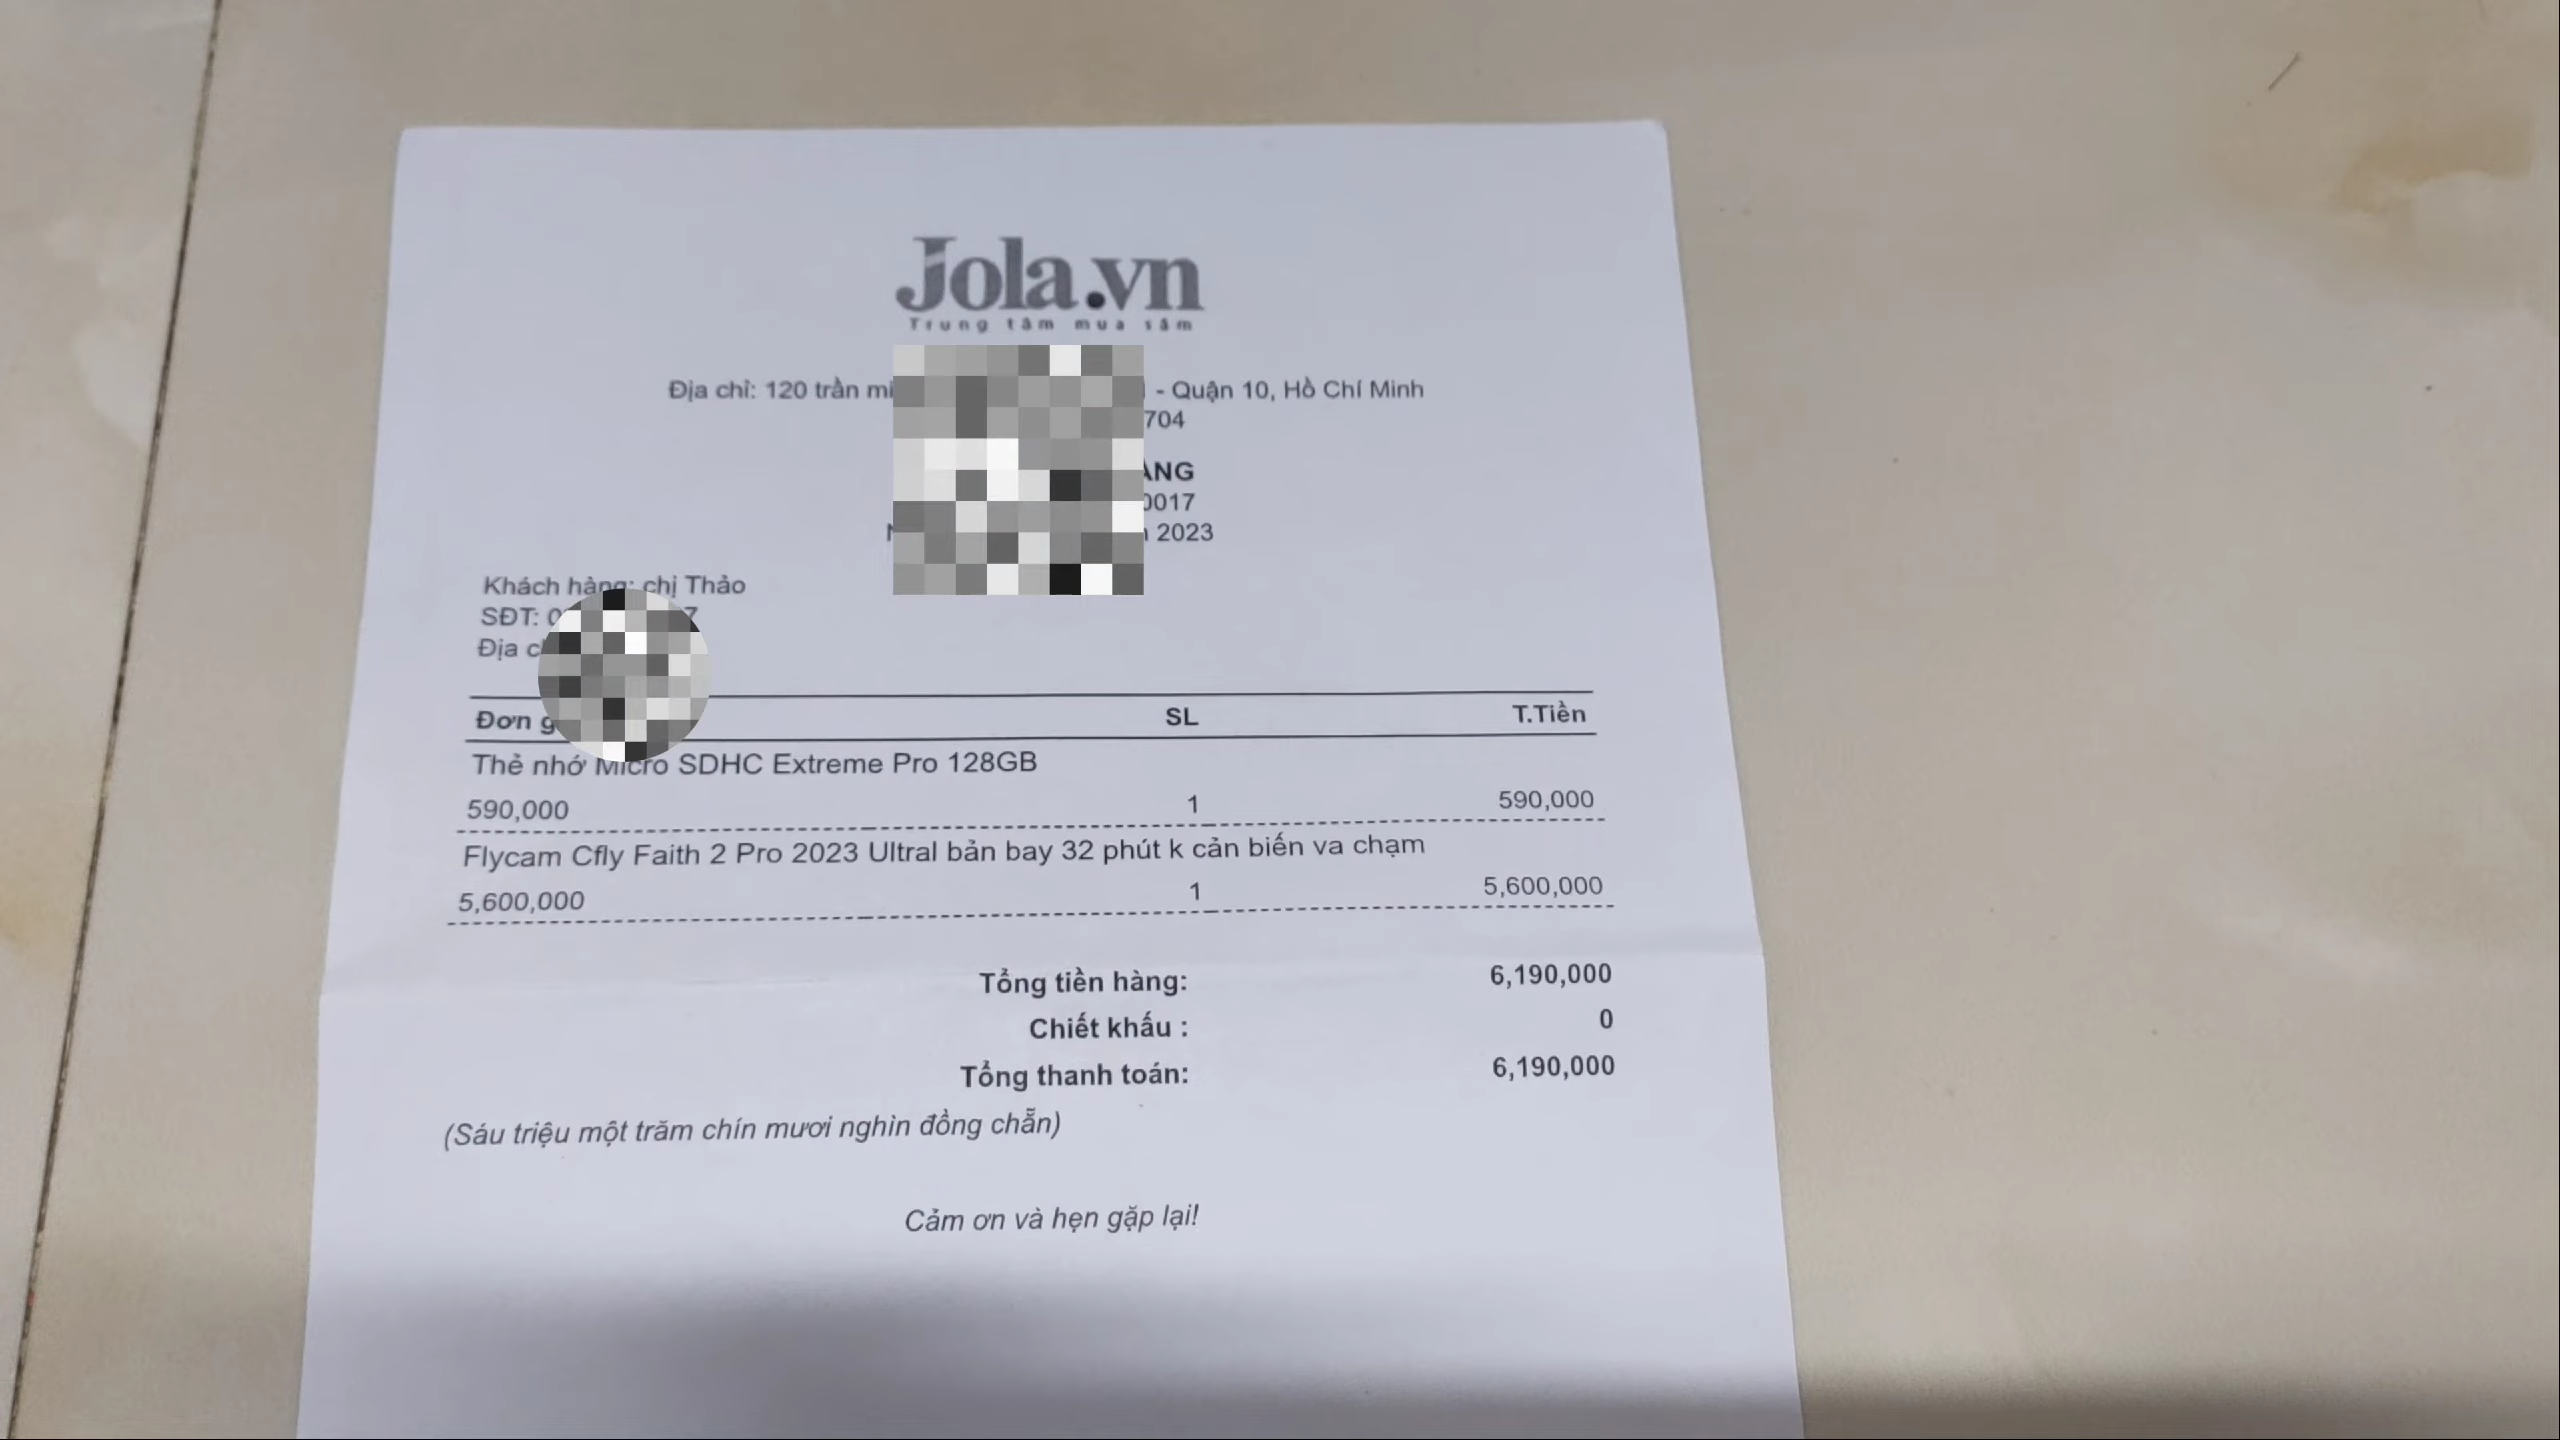 Jola.vn
Trung tâm mua sắm
Địa chỉ: 120 trần - Quận 10, Hồ Chí Minh
704
0017
2023
Khách hàng: chị Thảo
SĐT:
Địa
Đơn SL T.Tiền
Thẻ nhớ Micro SDHC Extreme Pro 128GB
590,000 1 590,000
Flycam Cfly Faith 2 Pro 2023 Ultral bản bay 32 phút k cản biến va chạm
5,600,000 1 5,600,000
Tổng tiền hàng: 6,190,000
Chiết khấu : 0
Tổng thanh toán: 6,190,000
(Sáu triệu một trăm chín mươi nghìn đồng chẵn)
Cảm ơn và hẹn gặp lại!